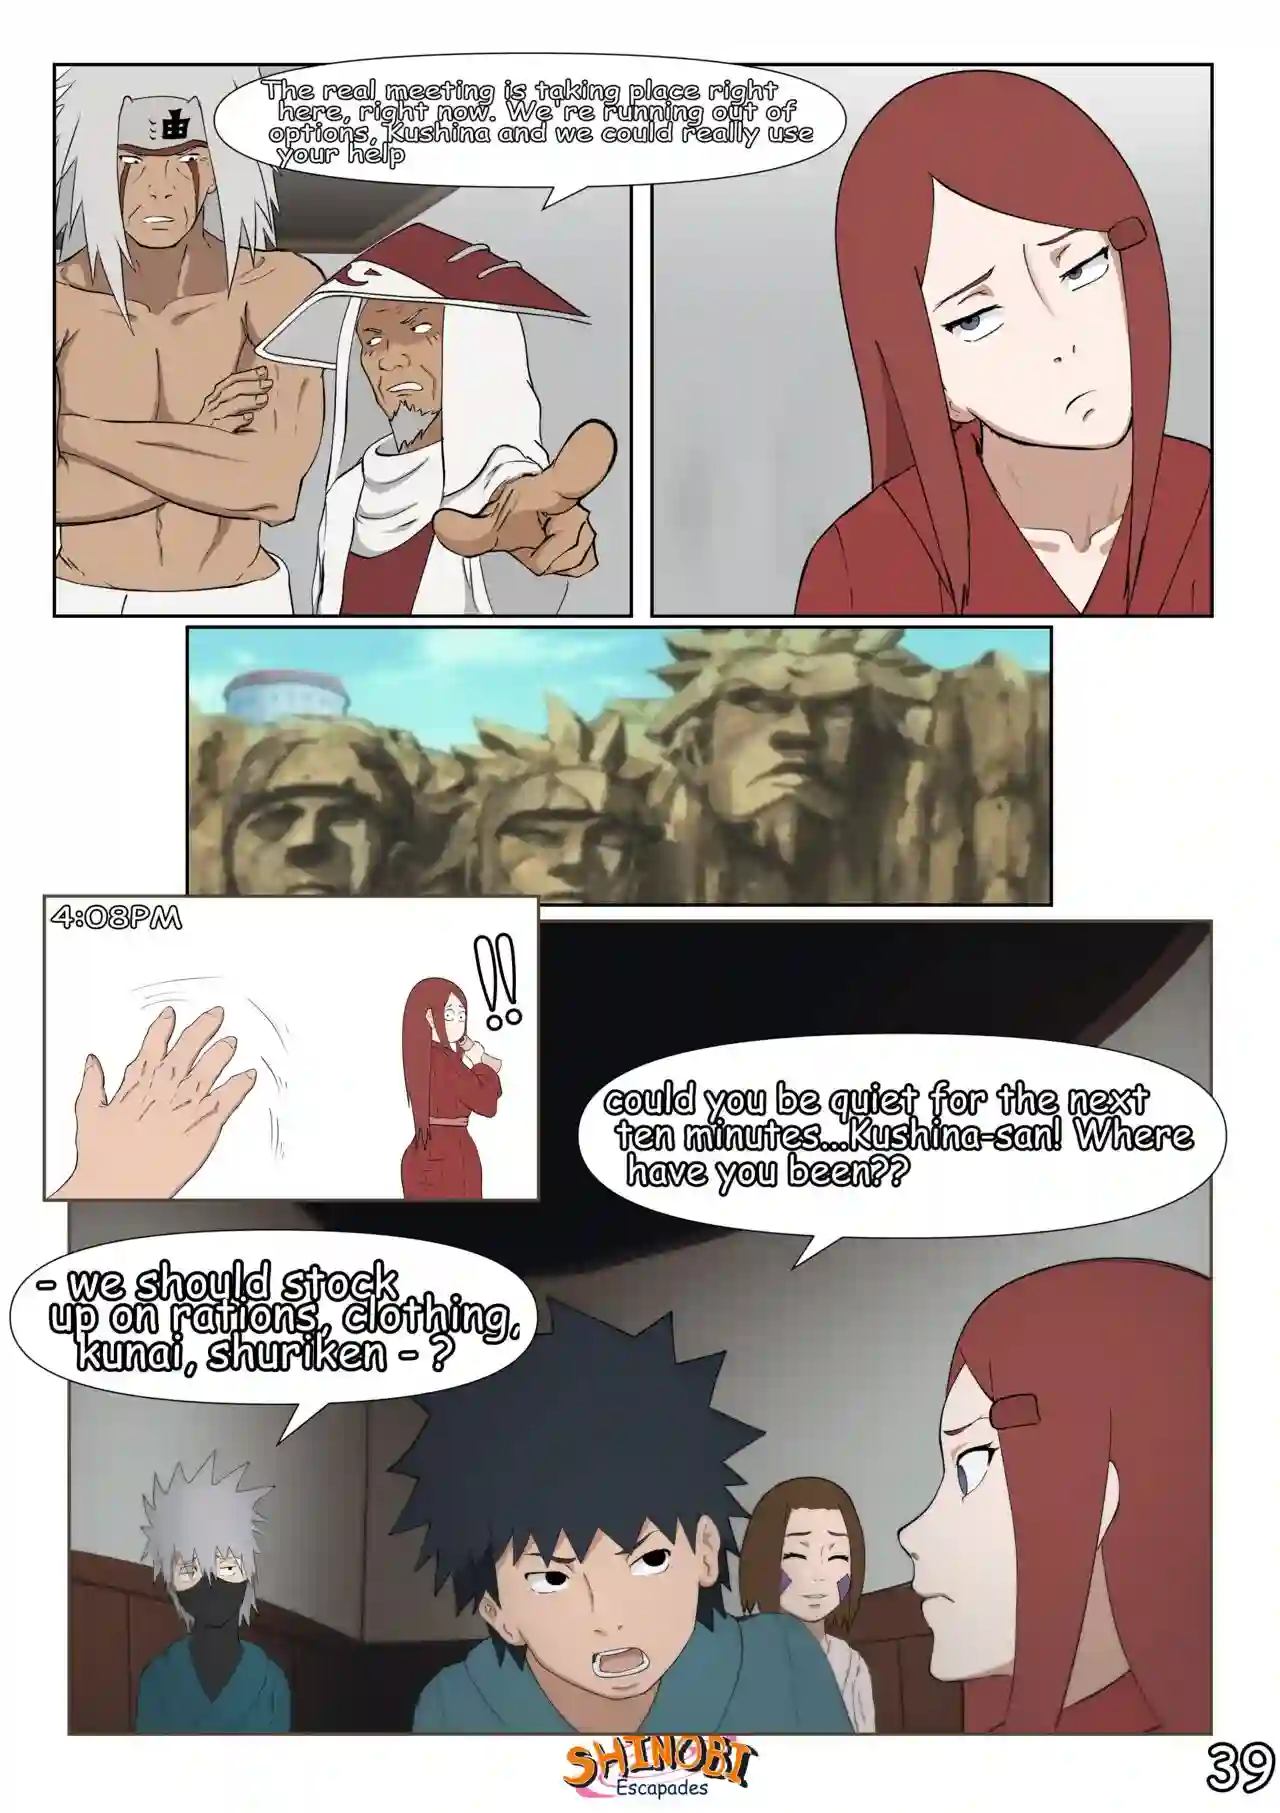 The real meeting is taking place right
here, right now. We're running out of
options, Kushina and we could really use
your help
由
4:08PM
!!
could you be quiet for the next
ten minutes...Kushina-san! Where
have you been??
- we should stock
up on rations, clothing,
kunai, shuriken - ?
SHINOBI
Escapades
39